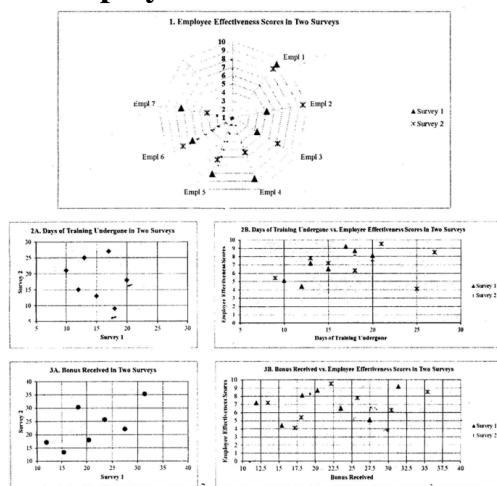 1. Employee Effectiveness Scores in Two Surveys
10
9
8
7
6
5
4
3
2
1
Empl 1
Empl 2
Empl 3
Empl 4
Empl 5
Empl 6
Empl 7
Survey 1
Survey 2
2A. Days of Training Undergone in Two Surveys
Survey 2
30
25
20
15
10
5
5 10 15 20 25 30
Survey 1
2B. Days of Training Undergone vs. Employee Effectiveness Scores in Two Surveys
Employee Effectiveness Scores
10
9
8
7
6
5
4
3
2
1
0
5 10 15 20 25 30
Days of Training Undergone
Survey 1
Survey 2
3A. Bonus Received in Two Surveys
Survey 2
40
35
30
25
20
15
10
10 15 20 25 30 35 40
Survey 1
3B. Bonus Received vs. Employee Effectiveness Scores in Two Surveys
Employee Effectiveness Scores
10
9
8
7
6
5
4
3
2
1
0
10 12.5 15 17.5 20 22.5 25 27.5 30 32.5 35 37.5 40
Bonus Received
Survey 1
Survey 2